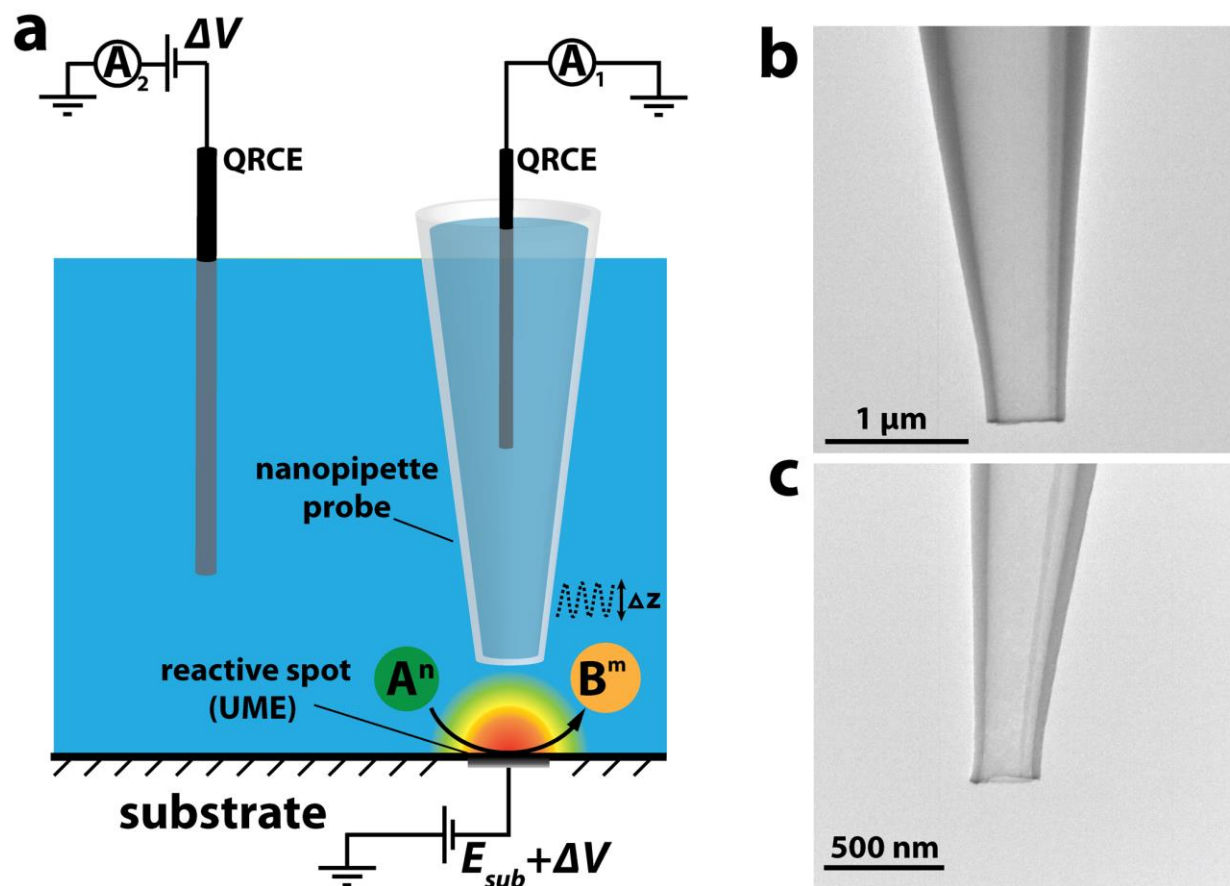 a
ΔV
A₂
A₁
QRCE
QRCE
nanopipette
probe
Δz
reactive spot
(UME)
Aⁿ
Bᵐ
substrate
E_sub+ΔV
b
1 μm
c
500 nm